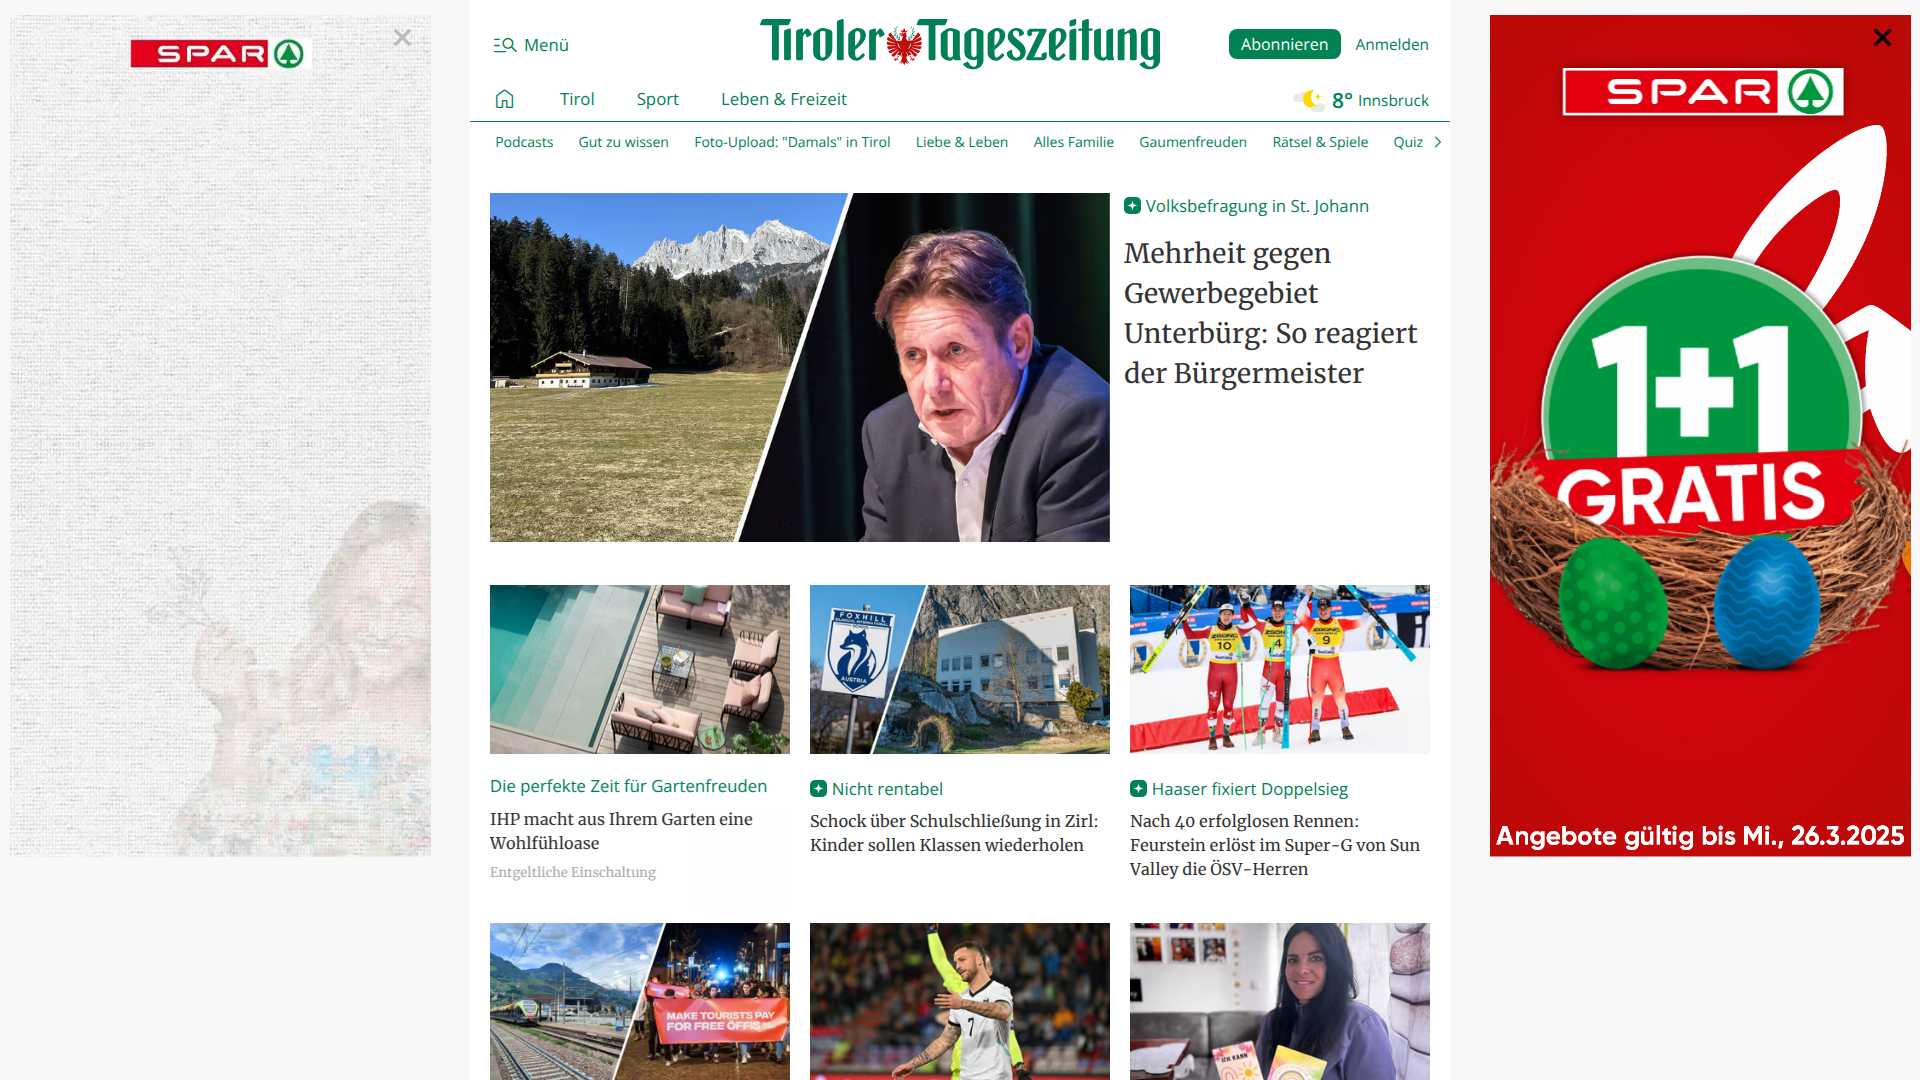 SPAR
Menü
Tiroler Tageszeitung
Abonnieren
Anmelden
Tirol
Sport
Leben & Freizeit
8° Innsbruck
Podcasts
Gut zu wissen
Foto-Upload: "Damals" in Tirol
Liebe & Leben
Alles Familie
Gaumenfreuden
Rätsel & Spiele
Quiz
Volksbefragung in St. Johann
Mehrheit gegen
Gewerbegebiet
Unterbürg: So reagiert
der Bürgermeister
FOXHILL
AUSTRIA
10
4
9
Die perfekte Zeit für Gartenfreuden
IHP macht aus Ihrem Garten eine
Wohlfühloase
Entgeltliche Einschaltung
Nicht rentabel
Schock über Schulschließung in Zirl:
Kinder sollen Klassen wiederholen
Haaser fixiert Doppelsieg
Nach 40 erfolglosen Rennen:
Feurstein erlöst im Super-G von Sun
Valley die ÖSV-Herren
MAKE TOURISTS PAY
FOR FREE ÖFFIS
7
ICH KANN
SPAR
1+1
GRATIS
Angebote gültig bis Mi., 26.3.2025